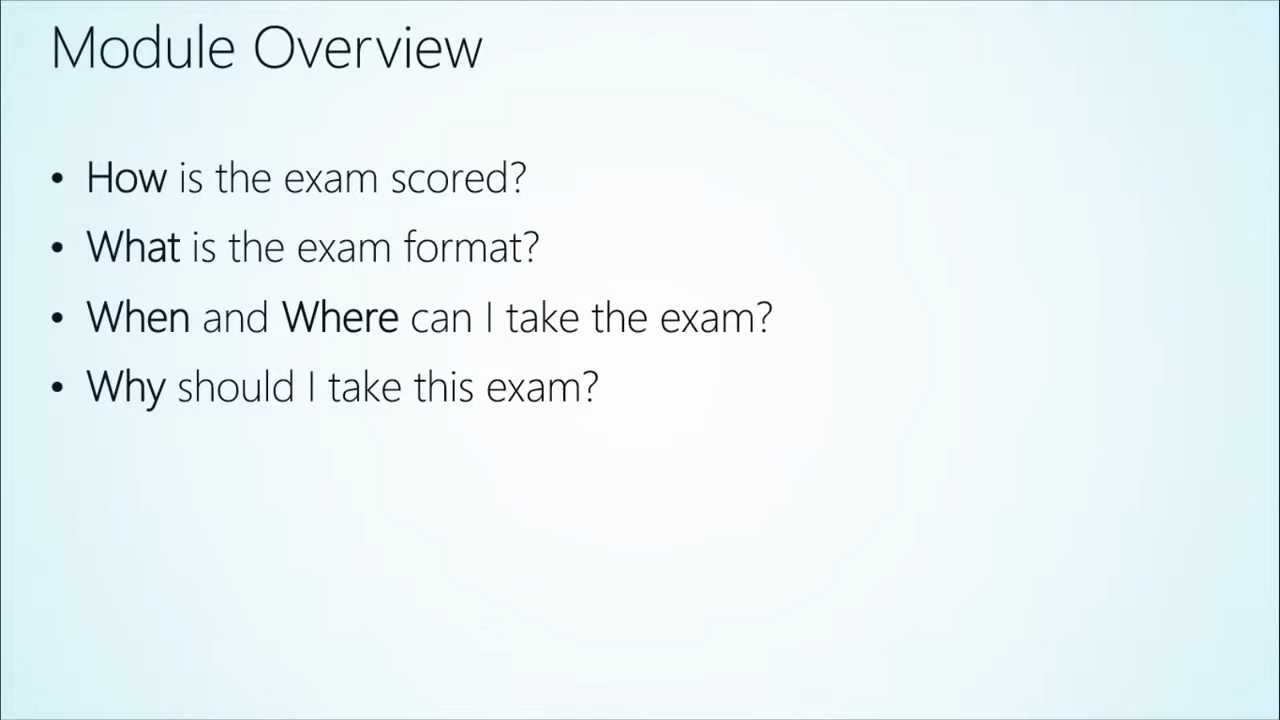 Module Overview
• How is the exam scored?
• What is the exam format?
• When and Where can I take the exam?
• Why should I take this exam?